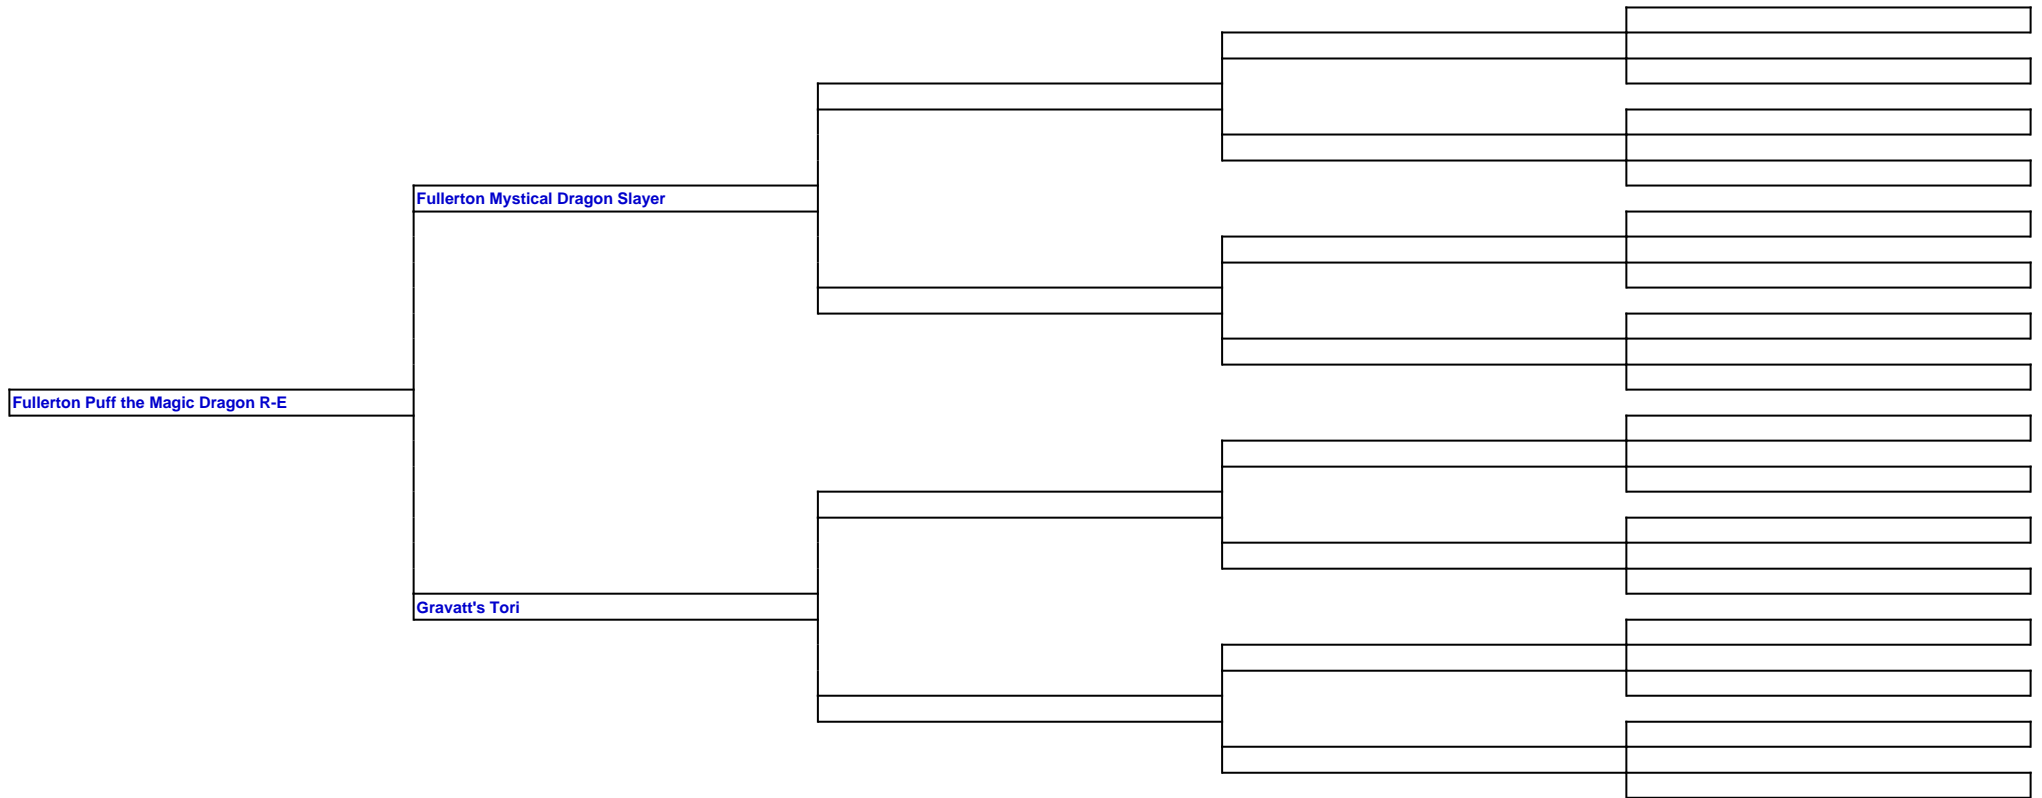 Fullerton Mystical Dragon Slayer
Fullerton Puff the Magic Dragon R-E
Gravatt's Tori